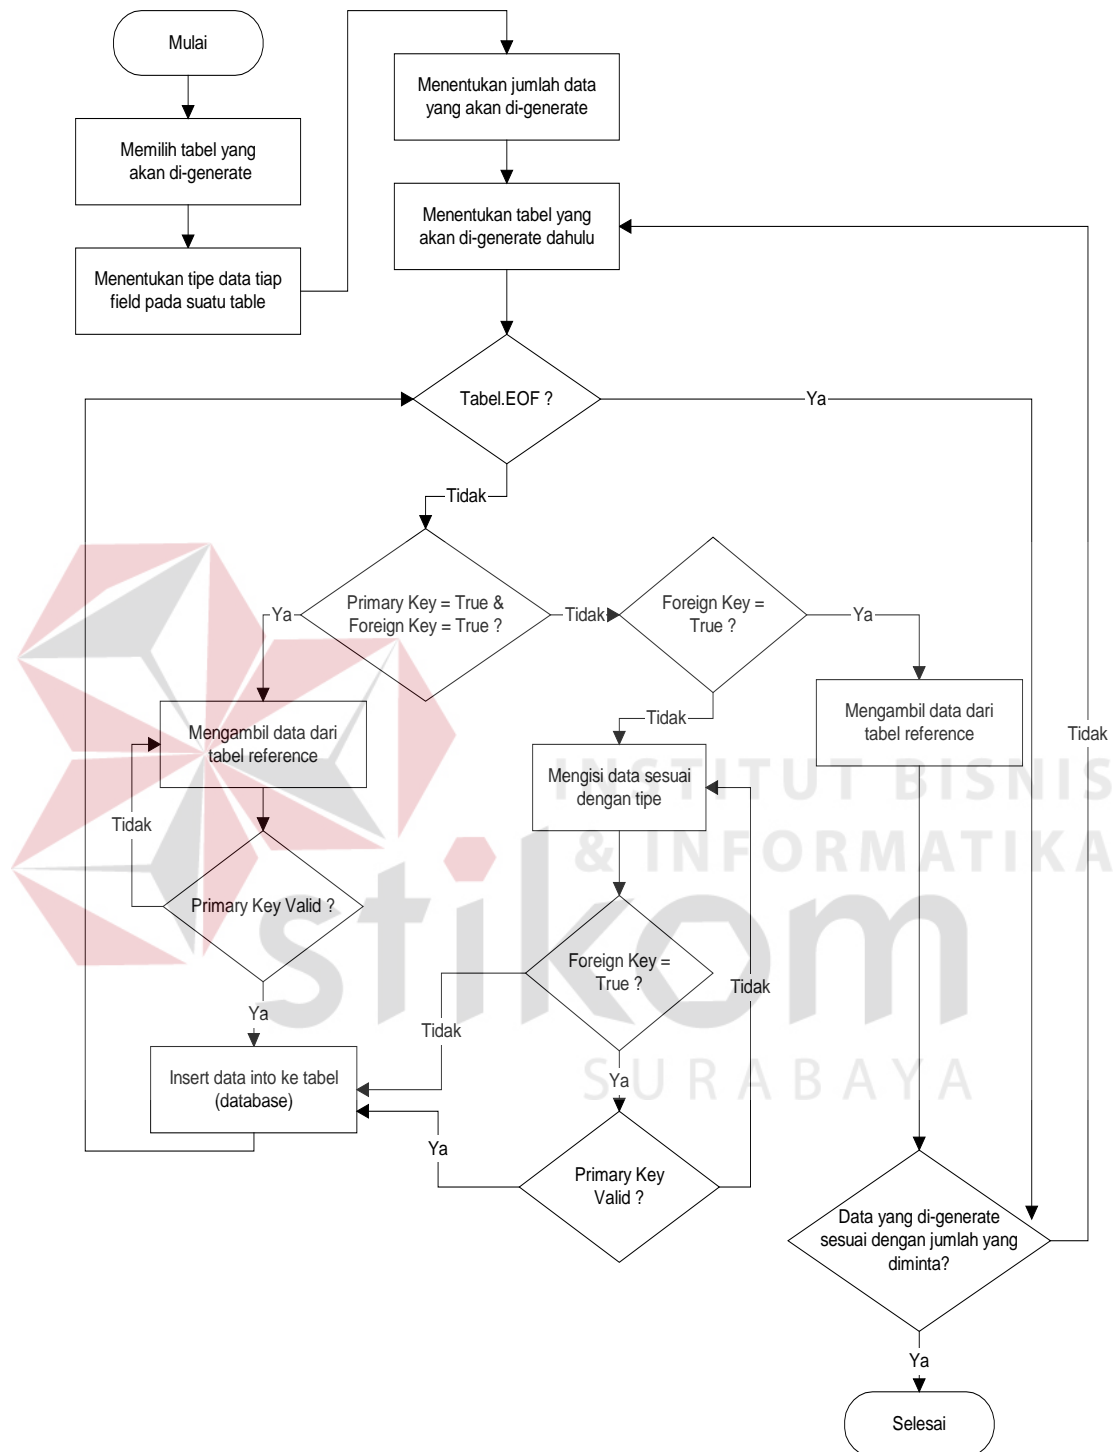 Mulai
Memilih tabel yang
akan di-generate
Menentukan tipe data tiap
field pada suatu table
Menentukan jumlah data
yang akan di-generate
Menentukan tabel yang
akan di-generate dahulu
Tabel.EOF ?
Ya
Tidak
Primary Key = True &
Foreign Key = True ?
Ya
Tidak
Foreign Key =
True ?
Ya
Tidak
Mengambil data dari
tabel reference
Mengambil data dari
tabel reference
Tidak
Mengisi data sesuai
dengan tipe
Tidak
Primary Key Valid ?
Ya
Foreign Key =
True ?
Tidak
Tidak
Ya
Insert data into ke tabel
(database)
Ya
Primary Key
Valid ?
Data yang di-generate
sesuai dengan jumlah yang
diminta?
Ya
Selesai
INSTITUT BISNIS
& INFORMATIKA
stikom
SURABAYA